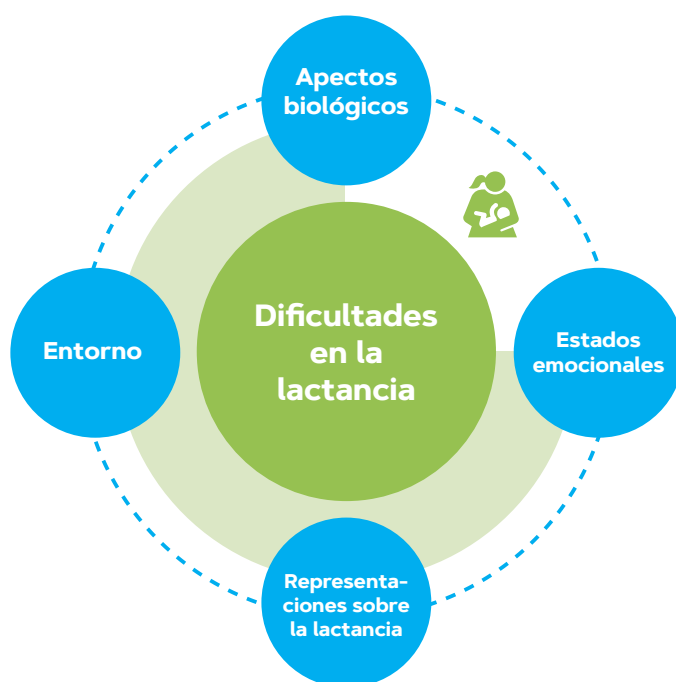 Apectos
biológicos
Dificultades
en la
lactancia
Entorno
Estados
emocionales
Representa-
ciones sobre
la lactancia